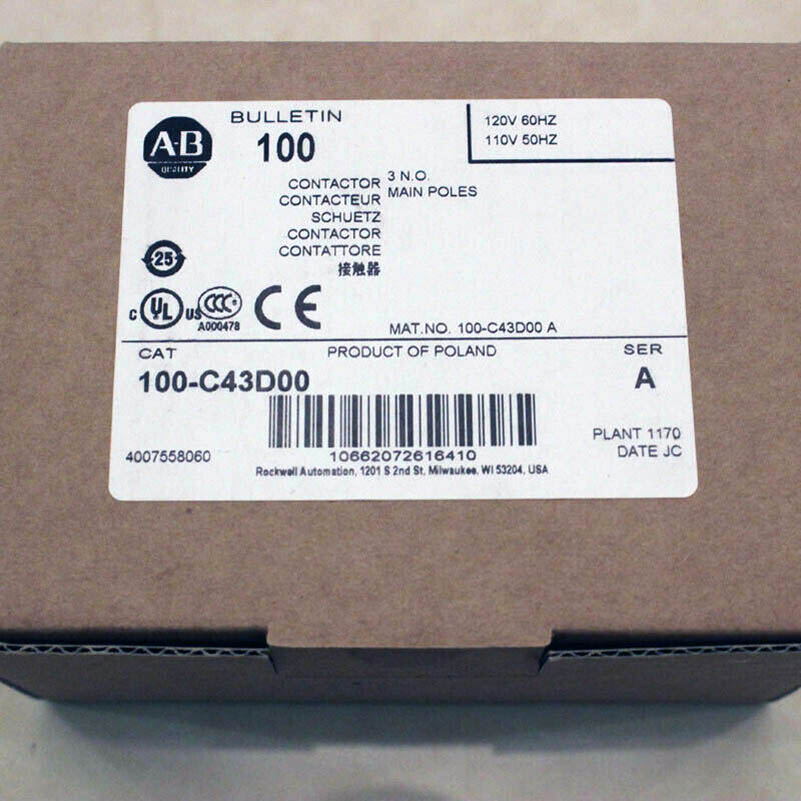 A-B
QUALITY
BULLETIN
100
120V 60HZ
110V 50HZ
CONTACTOR
CONTACTEUR
SCHUETZ
CONTACTOR
CONTATTORE
接触器
3 N.O.
MAIN POLES
25
C UL US
CCC
A000478
CE
MAT.NO. 100-C43D00 A
CAT
PRODUCT OF POLAND
SER
100-C43D00
A
4007558060
10662072616410
PLANT 1170
DATE JC
Rockwell Automation, 1201 S 2nd St. Milwaukee, WI 53204, USA